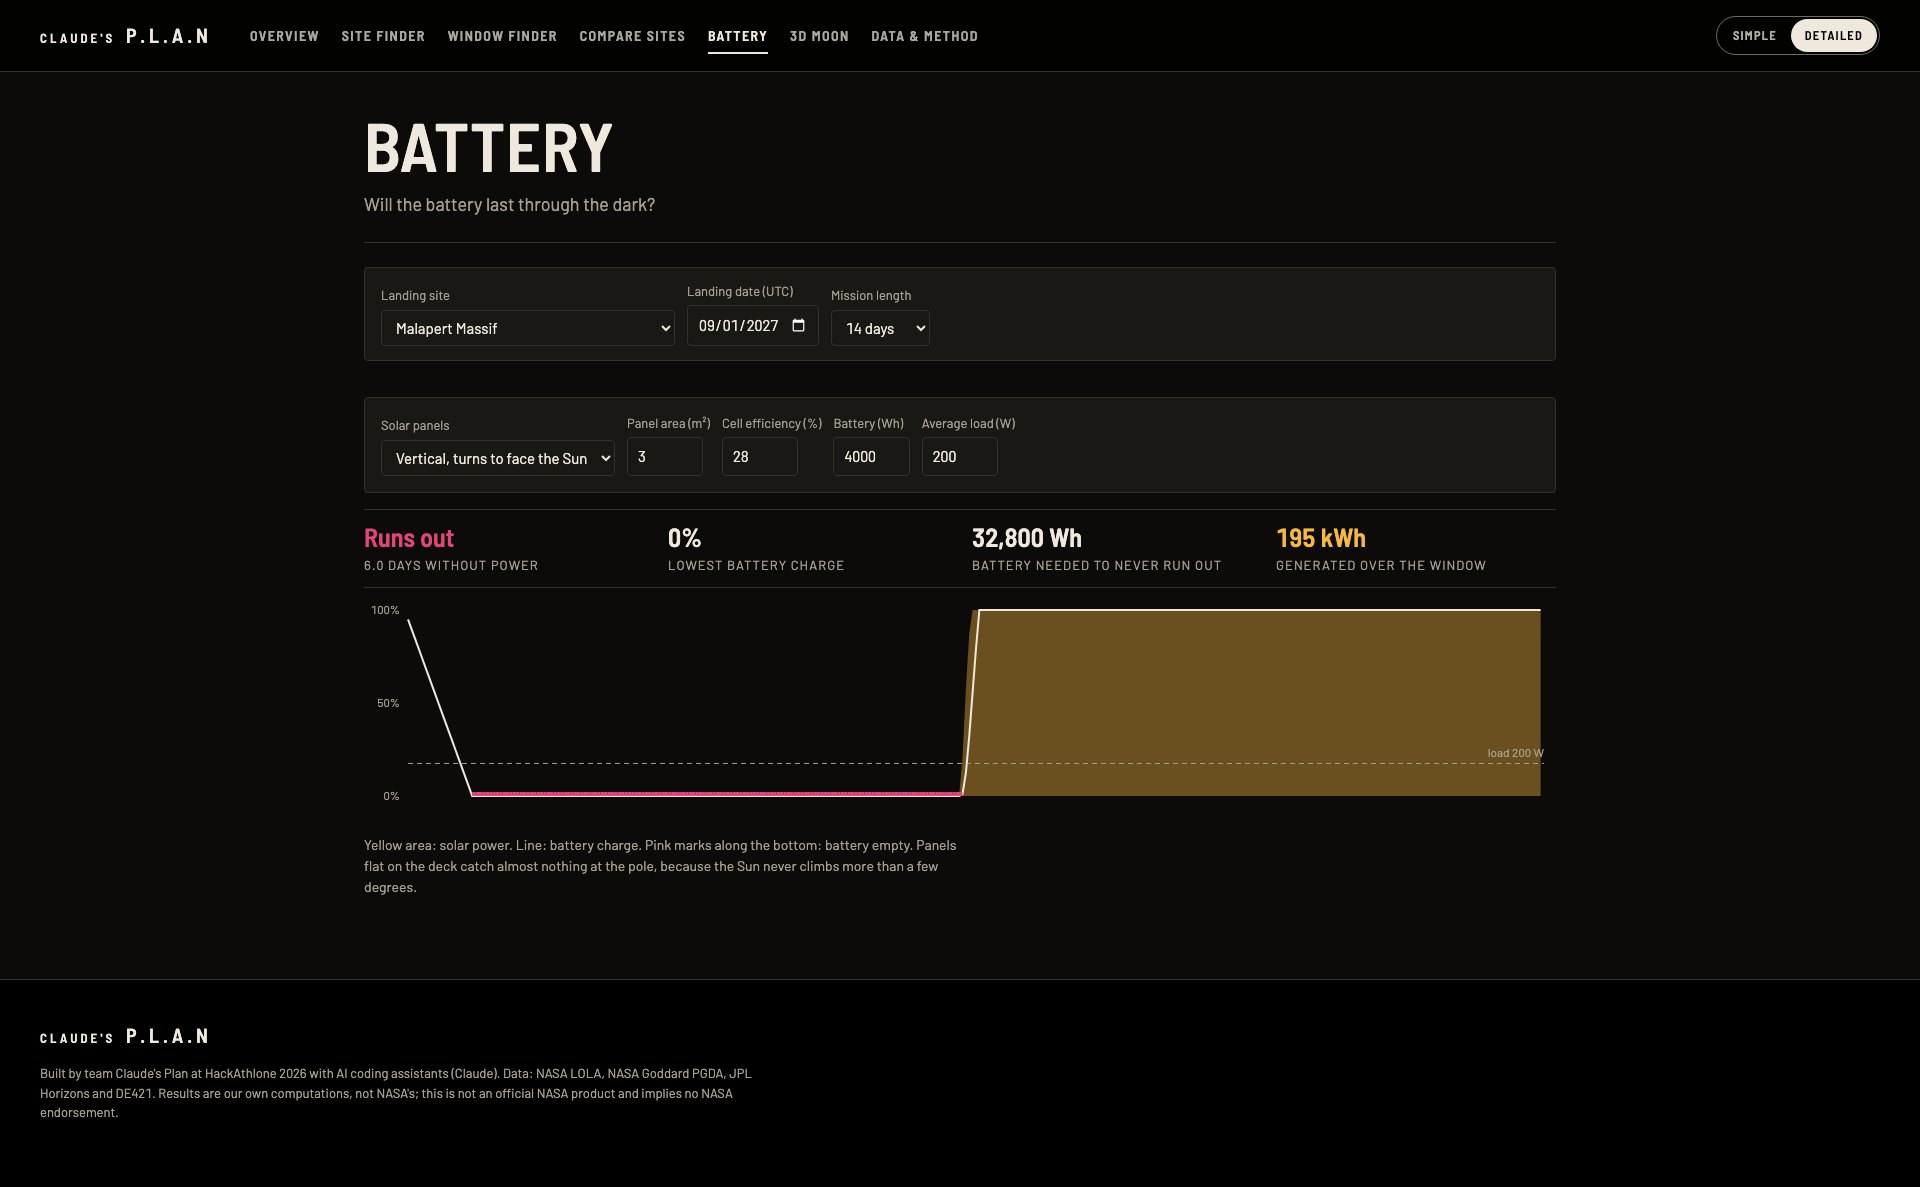 CLAUDE'S P.L.A.N
OVERVIEW SITE FINDER WINDOW FINDER COMPARE SITES BATTERY 3D MOON DATA & METHOD
SIMPLE DETAILED
BATTERY
Will the battery last through the dark?
Landing site Landing date (UTC) Mission length
Malapert Massif 09/01/2027 14 days
Solar panels Panel area (m²) Cell efficiency (%) Battery (Wh) Average load (W)
Vertical, turns to face the Sun 3 28 4000 200
Runs out 0% 32,800 Wh 195 kWh
6.0 DAYS WITHOUT POWER LOWEST BATTERY CHARGE BATTERY NEEDED TO NEVER RUN OUT GENERATED OVER THE WINDOW
100%
50%
load 200 W
0%
Yellow area: solar power. Line: battery charge. Pink marks along the bottom: battery empty. Panels
flat on the deck catch almost nothing at the pole, because the Sun never climbs more than a few
degrees.
CLAUDE'S P.L.A.N
Built by team Claude's Plan at HackAthlone 2026 with AI coding assistants (Claude). Data: NASA LOLA, NASA Goddard PGDA, JPL
Horizons and DE421. Results are our own computations, not NASA's; this is not an official NASA product and implies no NASA
endorsement.